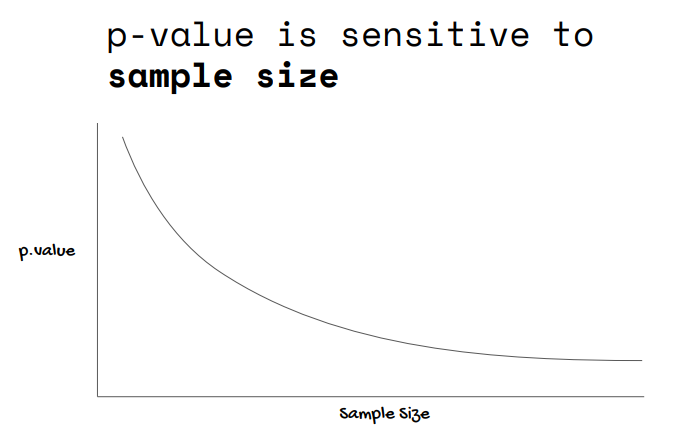 p-value is sensitive to
sample size
p.value
Sample Size